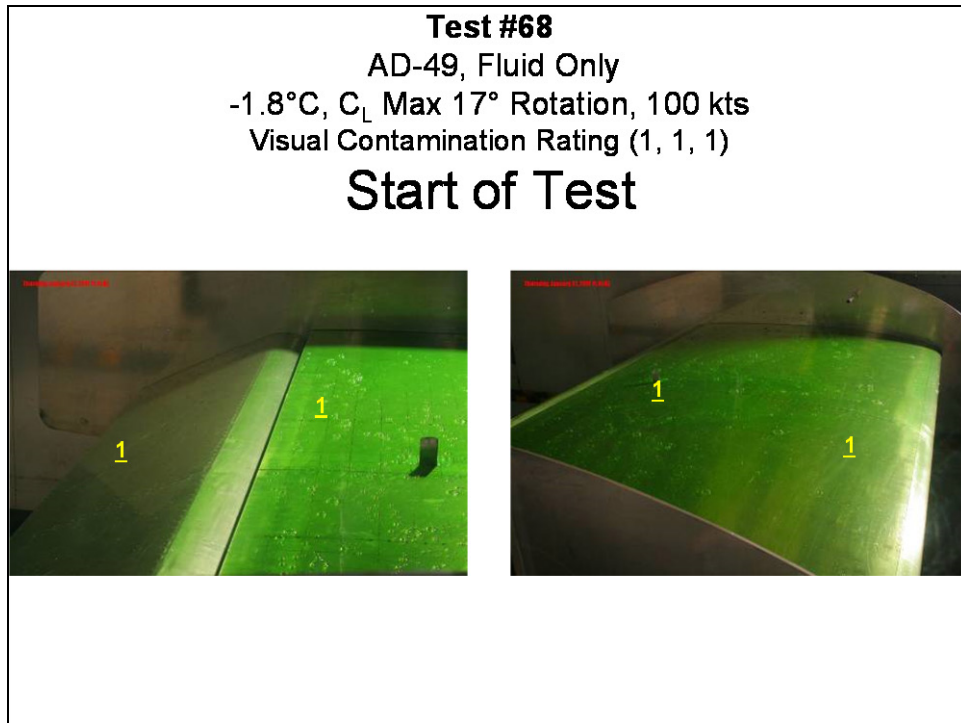 Test #68
AD-49, Fluid Only
-1.8°C, CL Max 17° Rotation, 100 kts
Visual Contamination Rating (1, 1, 1)
Start of Test
1
1
1
1